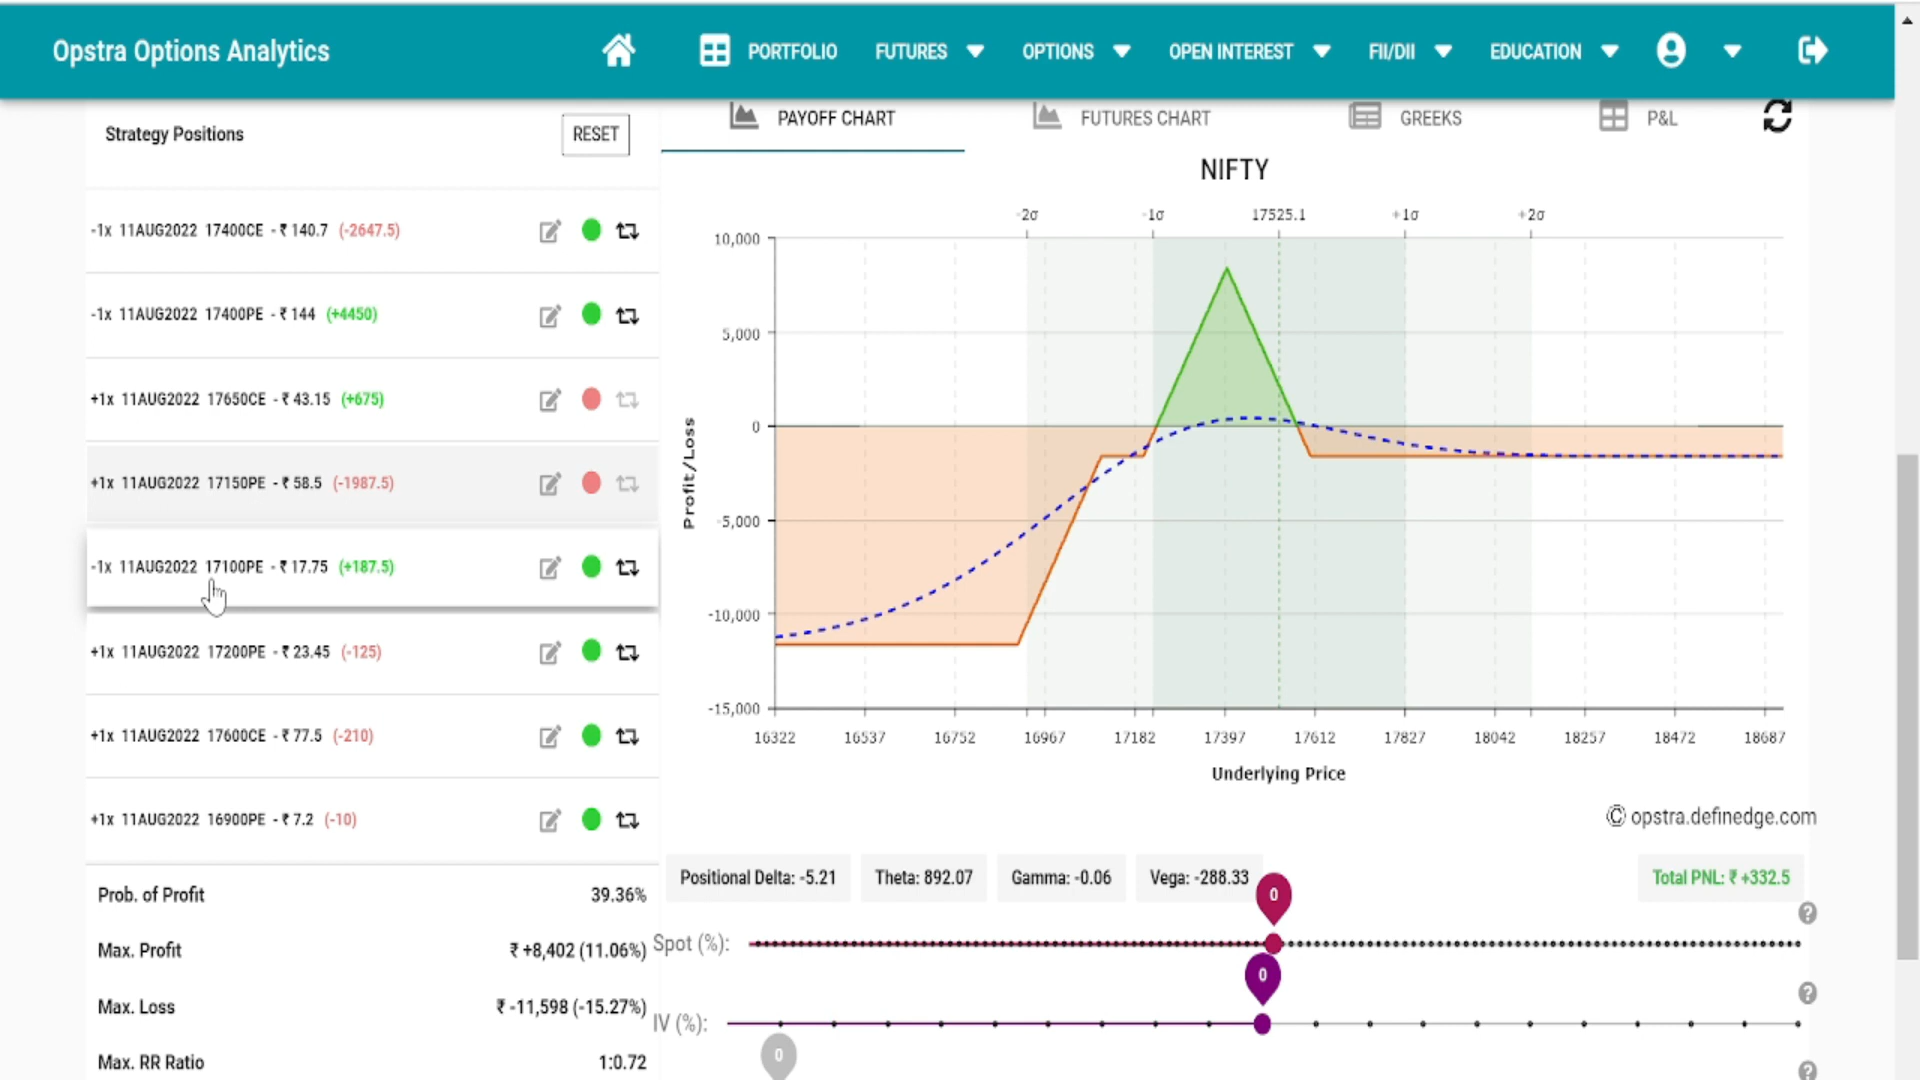 Opstra Options Analytics
PORTFOLIO
FUTURES
OPTIONS
OPEN INTEREST
FII/DII
EDUCATION
Strategy Positions
RESET
PAYOFF CHART
FUTURES CHART
GREEKS
P&L
-1x 11AUG2022 17400CE - ₹ 140.7 (-2647.5)
-1x 11AUG2022 17400PE - ₹ 144 (+4450)
+1x 11AUG2022 17650CE - ₹ 43.15 (+675)
+1x 11AUG2022 17150PE - ₹ 58.5 (-1987.5)
-1x 11AUG2022 17100PE - ₹ 17.75 (+187.5)
+1x 11AUG2022 17200PE - ₹ 23.45 (-125)
+1x 11AUG2022 17600CE - ₹ 77.5 (-210)
+1x 11AUG2022 16900PE - ₹ 7.2 (-10)
Prob. of Profit 39.36%
Max. Profit ₹ +8,402 (11.06%)
Max. Loss ₹ -11,598 (-15.27%)
Max. RR Ratio 1:0.72
NIFTY
-2σ -1σ 17525.1 +1σ +2σ
10,000
5,000
0
-5,000
-10,000
-15,000
Profit/Loss
16322 16537 16752 16967 17182 17397 17612 17827 18042 18257 18472 18687
Underlying Price
© opstra.definedge.com
Positional Delta: -5.21
Theta: 892.07
Gamma: -0.06
Vega: -288.33
Total PNL: ₹ +332.5
0
?
Spot (%):
0
?
IV (%):
0
?